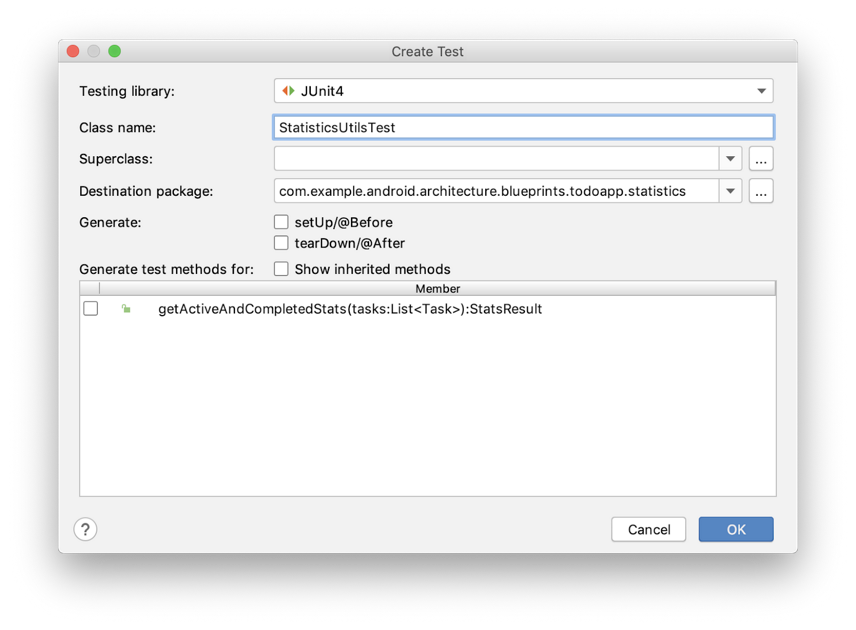 Create Test
Testing library: JUnit4
Class name: StatisticsUtilsTest
Superclass: ...
Destination package: com.example.android.architecture.blueprints.todoapp.statistics ...
Generate: setUp/@Before
tearDown/@After
Generate test methods for: Show inherited methods
Member
getActiveAndCompletedStats(tasks:List<Task>):StatsResult
? Cancel OK